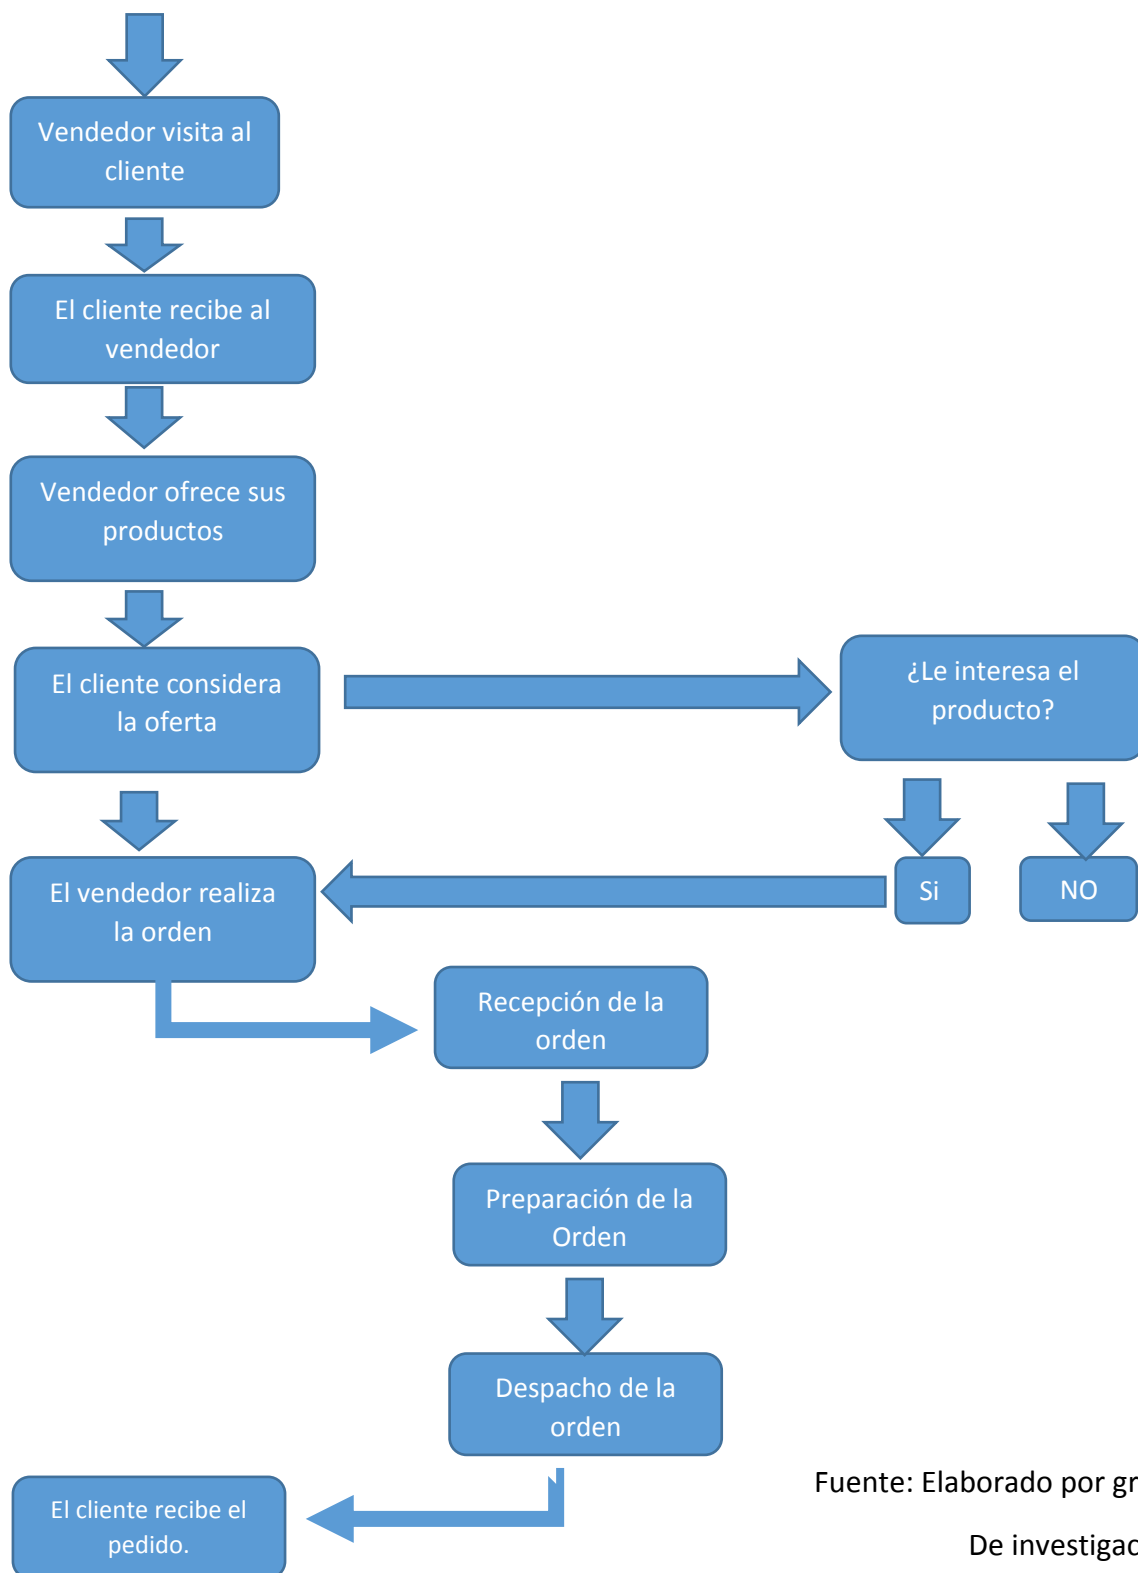 Vendedor visita al
cliente
El cliente recibe al
vendedor
Vendedor ofrece sus
productos
El cliente considera
la oferta
¿Le interesa el
producto?
Si
NO
El vendedor realiza
la orden
Recepción de la
orden
Preparación de la
Orden
Despacho de la
orden
El cliente recibe el
pedido.
Fuente: Elaborado por
De